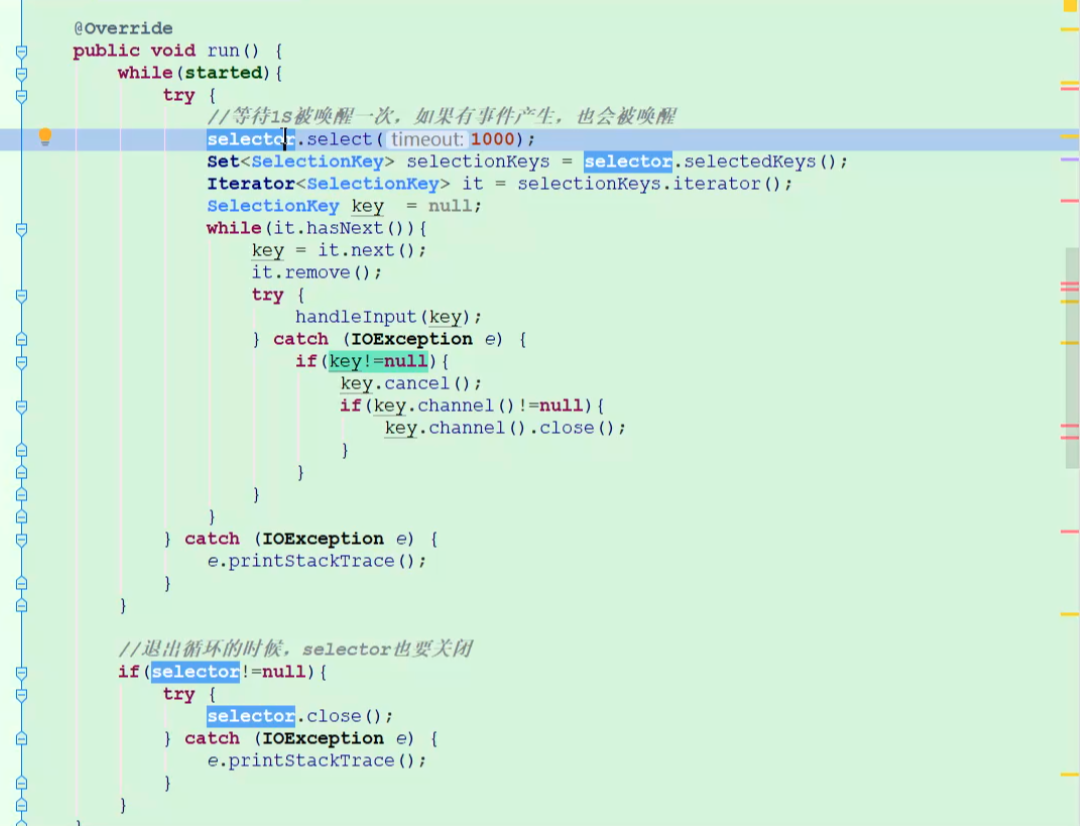 @Override
public void run() {
while(started){
try {
//等待1s被唤醒一次，如果有事件产生，也会被唤醒
selector.select( timeout: 1000);
Set<SelectionKey> selectionKeys = selector.selectedKeys();
Iterator<SelectionKey> it = selectionKeys.iterator();
SelectionKey key  = null;
while(it.hasNext()){
key = it.next();
it.remove();
try {
handleInput(key);
} catch (IOException e) {
if(key!=null){
key.cancel();
if(key.channel()!=null){
key.channel().close();
}
}
}
}
} catch (IOException e) {
e.printStackTrace();
}
}
//退出循环的时候，selector也要关闭
if(selector!=null){
try {
selector.close();
} catch (IOException e) {
e.printStackTrace();
}
}